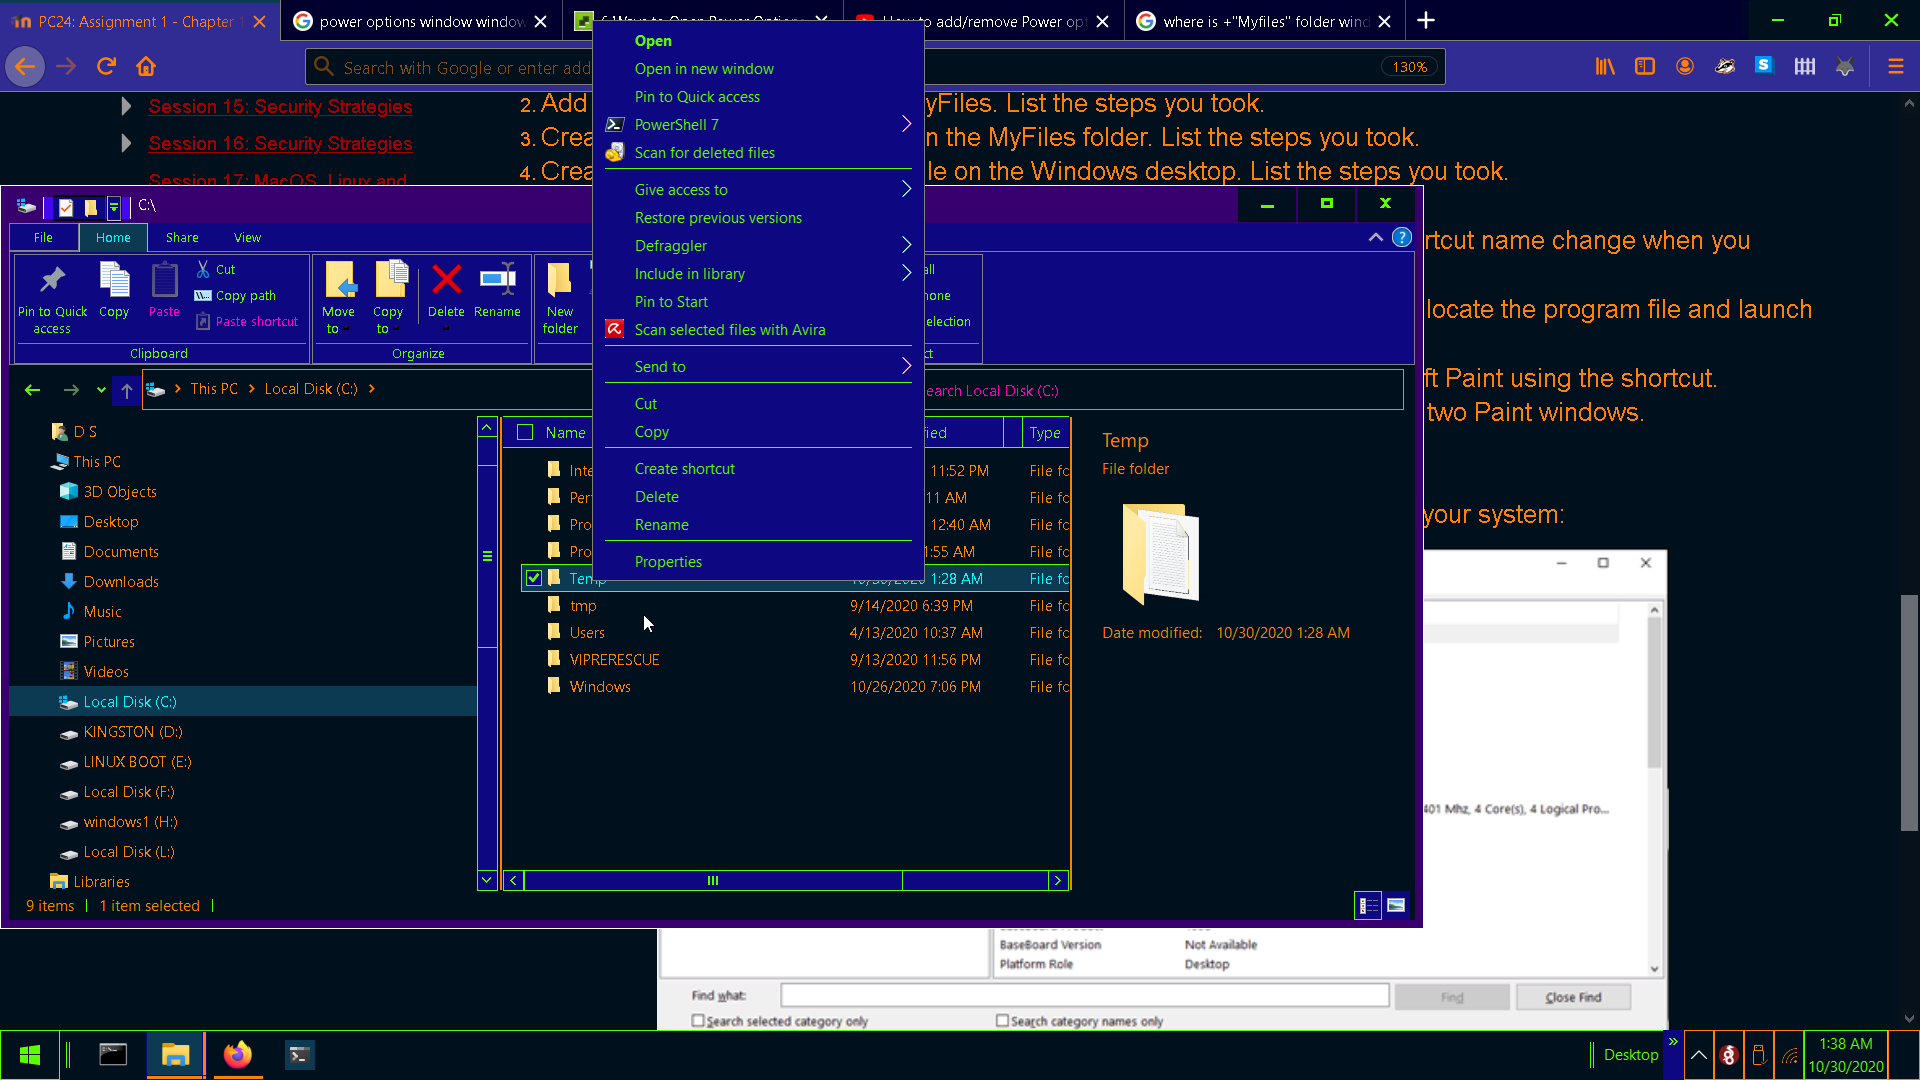 PC24: Assignment 1 - Chapter 1
power options window window
6 Ways to Open Power Options
How to add/remove Power opt
where is +"Myfiles" folder wind
Search with Google or enter add
130%
Session 15: Security Strategies
Session 16: Security Strategies
Session 17: MacOS, Linux and
2. Add
yFiles. List the steps you took.
3. Crea
n the MyFiles folder. List the steps you took.
4. Crea
le on the Windows desktop. List the steps you took.
rtcut name change when you
locate the program file and launch
ft Paint using the shortcut.
two Paint windows.
your system:
Open
Open in new window
Pin to Quick access
PowerShell 7
Scan for deleted files
Give access to
Restore previous versions
Defraggler
Include in library
Pin to Start
Scan selected files with Avira
Send to
Cut
Copy
Create shortcut
Delete
Rename
Properties
C:\
File
Home
Share
View
Pin to Quick access
Copy
Paste
Cut
Copy path
Paste shortcut
Clipboard
Move to
Copy to
Delete
Rename
Organize
New folder
all
none
selection
ct
This PC
Local Disk (C:)
earch Local Disk (C:)
D S
This PC
3D Objects
Desktop
Documents
Downloads
Music
Pictures
Videos
Local Disk (C:)
KINGSTON (D:)
LINUX BOOT (E:)
Local Disk (F:)
windows1 (H:)
Local Disk (L:)
Libraries
9 items
1 item selected
Name
ied
Type
Inte
11:52 PM
File fo
Per
11 AM
File fo
Pro
12:40 AM
File fo
Pro
1:55 AM
File fo
Temp
10/30/2020 1:28 AM
File fo
tmp
9/14/2020 6:39 PM
File fo
Users
4/13/2020 10:37 AM
File fo
VIPRERESCUE
9/13/2020 11:56 PM
File fo
Windows
10/26/2020 7:06 PM
File fo
Temp
File folder
Date modified: 10/30/2020 1:28 AM
401 Mhz, 4 Core(s), 4 Logical Pro...
BaseBoard Version
Not Available
Platform Role
Desktop
Find what:
Find
Close Find
Search selected category only
Search category names only
Desktop
1:38 AM
10/30/2020